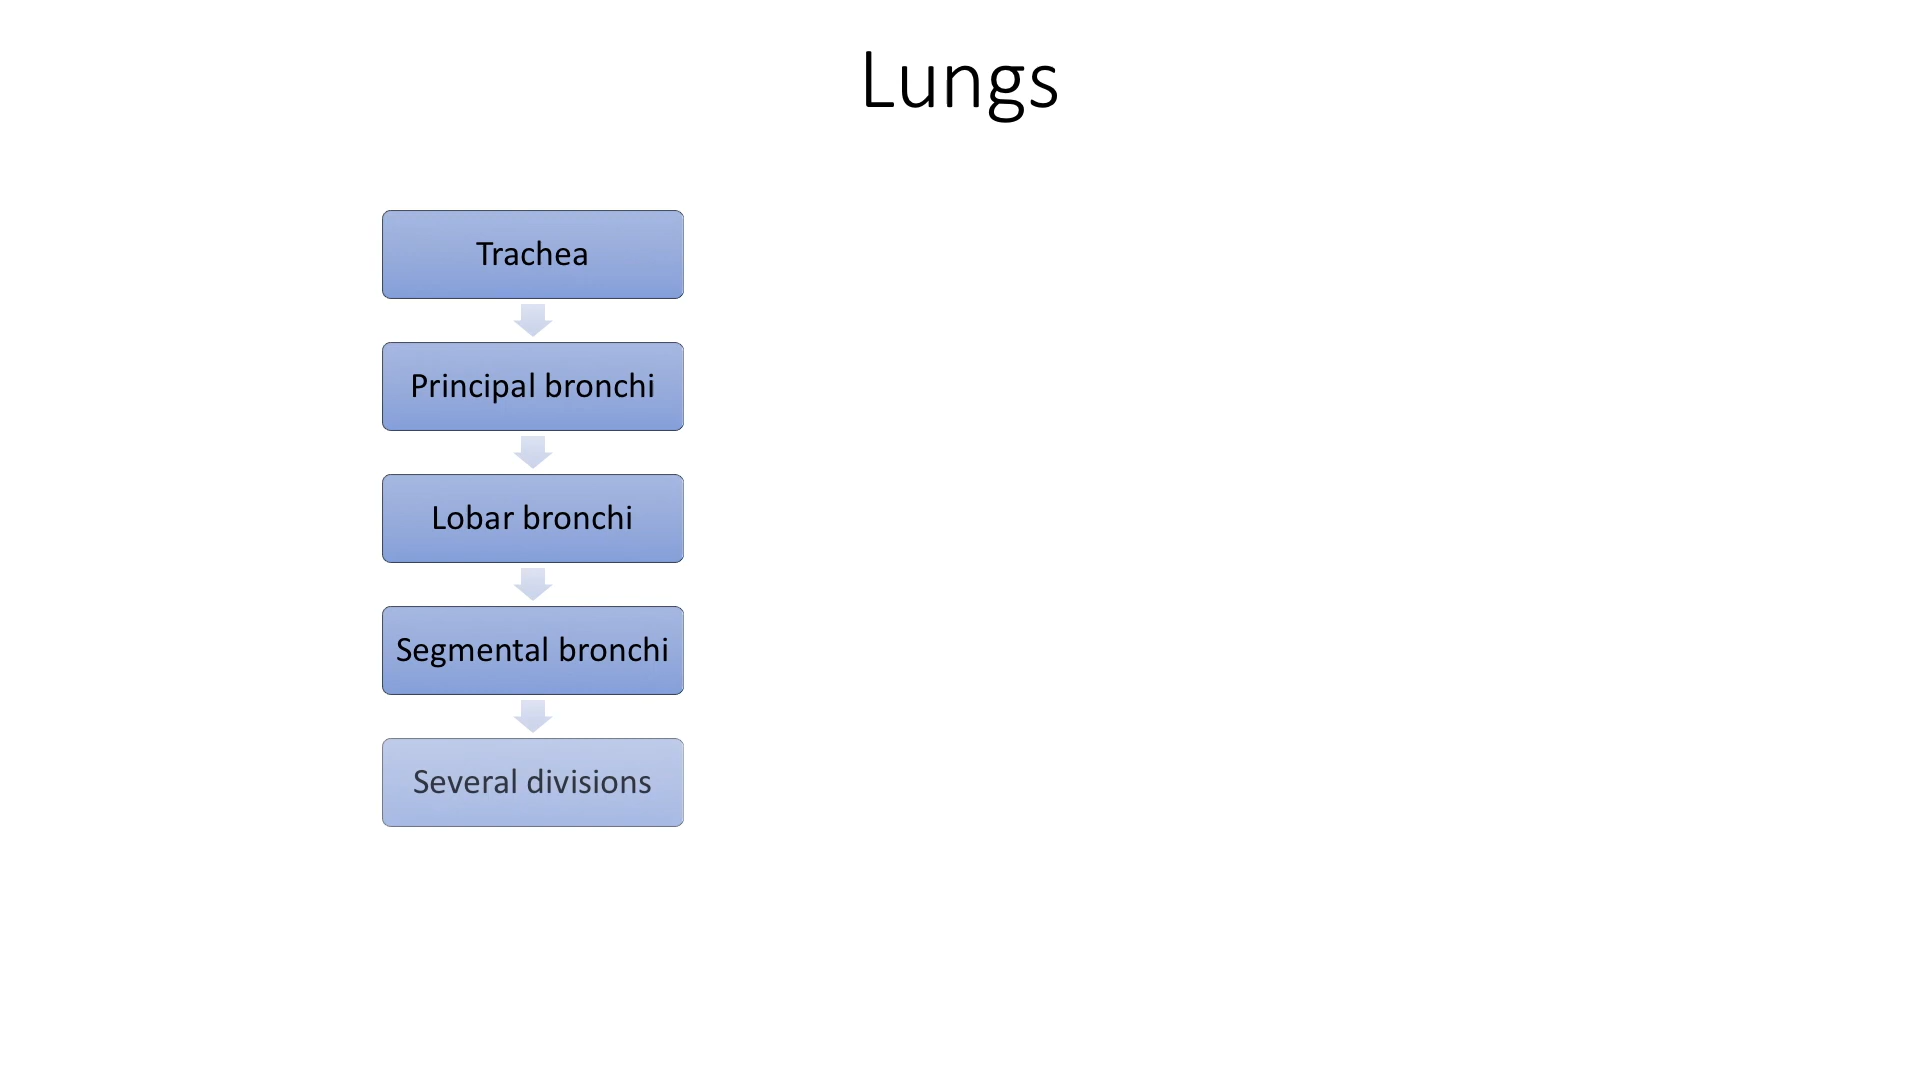 Lungs
Trachea
Principal bronchi
Lobar bronchi
Segmental bronchi
Several divisions